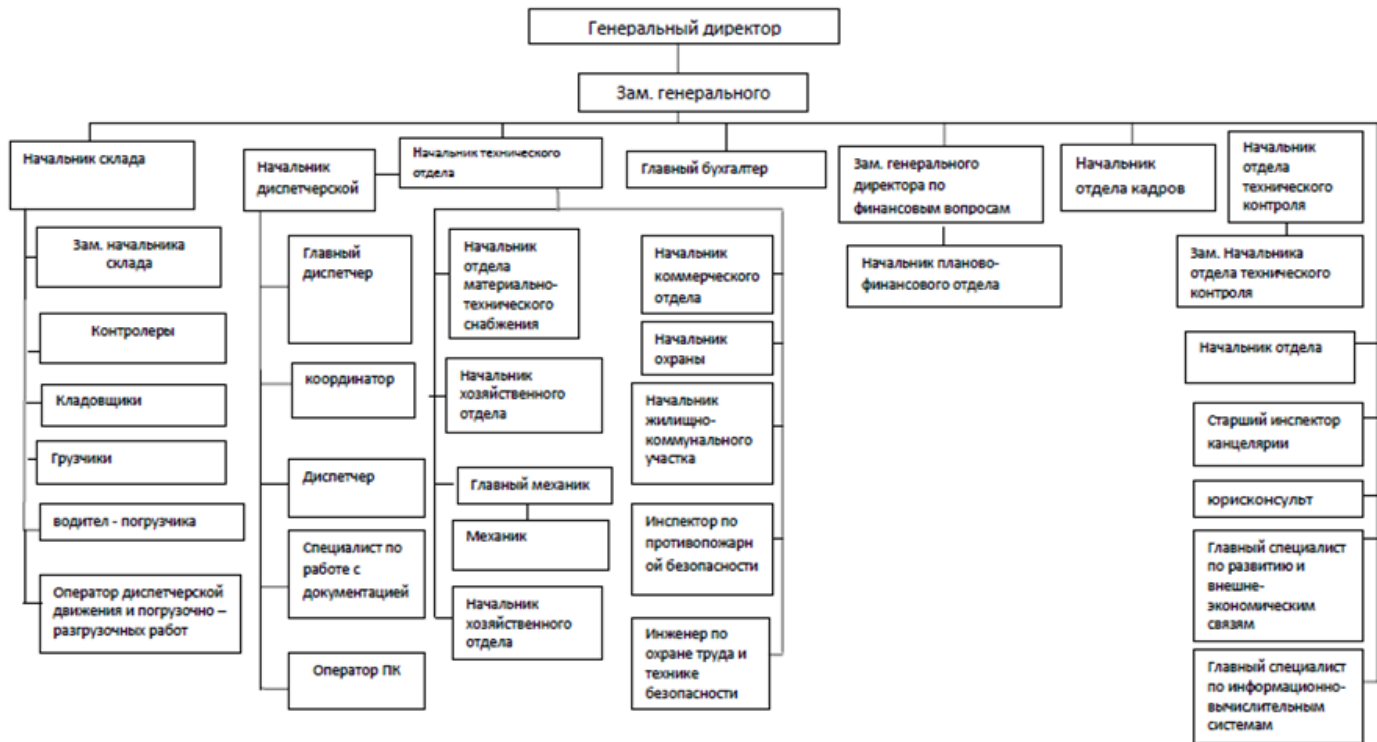 Генеральный директор
Зам. генерального
Начальник склада
Зам. начальника
склада
Контролеры
Кладовщики
Грузчики
водител - погрузчика
Оператор диспетчерской
движения и погрузочно –
разгрузочных работ
Начальник
диспетчерской
Главный
диспетчер
координатор
Диспетчер
Специалист по
работе с
документацией
Оператор ПК
Начальник технического
отдела
Начальник
отдела
материально-
технического
снабжения
Начальник
хозяйственного
отдела
Главный механик
Механик
Начальник
хозяйственного
отдела
Начальник
коммерческого
отдела
Начальник
охраны
Начальник
жилищно-
коммунального
участка
Инспектор по
противопожарн
ой безопасности
Инженер по
охране труда и
технике
безопасности
Главный бухгалтер
Зам. генерального
директора по
финансовым вопросам
Начальник планово-
финансового отдела
Начальник
отдела кадров
Начальник
отдела
технического
контроля
Зам. Начальника
отдела технического
контроля
Начальник отдела
Старший инспектор
канцелярии
юрисконсульт
Главный специалист
по развитию и
внешне-
экономическим
связям
Главный специалист
по информационно-
вычислительным
системам